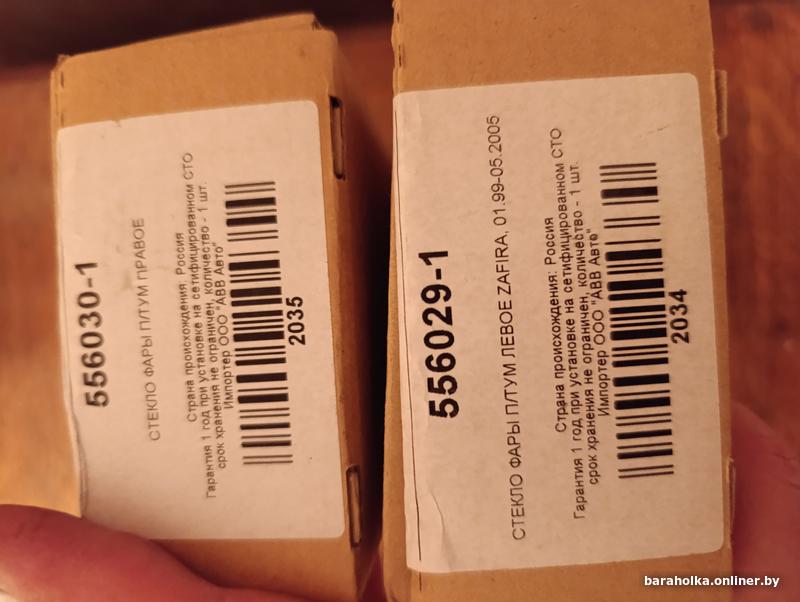 556030-1
СТЕКЛО ФАРЫ П/ТУМ ПРАВОЕ
Страна происхождения: Россия
Гарантия 1 год при установке на сетифицированном СТО
срок хранения не ограничен, количество - 1 шт.
Импортер ООО "АВВ Авто"
2035
556029-1
СТЕКЛО ФАРЫ П/ТУМ ЛЕВОЕ ZAFIRA, 01.99-05.2005
Страна происхождения: Россия
Гарантия 1 год при установке на сетифицированном СТО
срок хранения не ограничен, количество - 1 шт.
Импортер ООО "АВВ Авто"
2034
baraholka.onliner.by